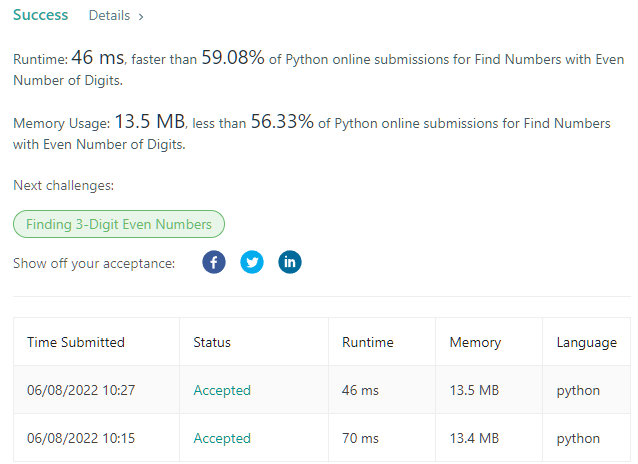 Success Details >
Runtime: 46 ms, faster than 59.08% of Python online submissions for Find Numbers with Even
Number of Digits.
Memory Usage: 13.5 MB, less than 56.33% of Python online submissions for Find Numbers
with Even Number of Digits.
Next challenges:
Finding 3-Digit Even Numbers
Show off your acceptance: f in
Time Submitted Status Runtime Memory Language
06/08/2022 10:27 Accepted 46 ms 13.5 MB python
06/08/2022 10:15 Accepted 70 ms 13.4 MB python